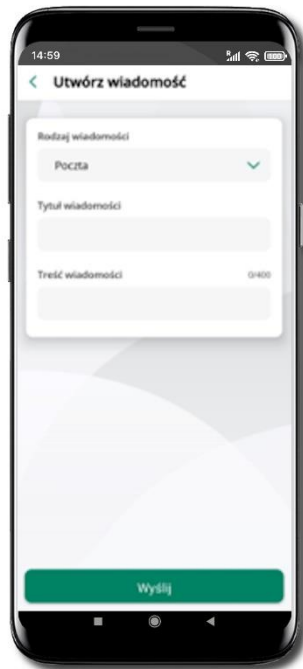 14:59
Utwórz wiadomość
Rodzaj wiadomości
Poczta
Tytuł wiadomości
Treść wiadomości 0/400
Wyślij